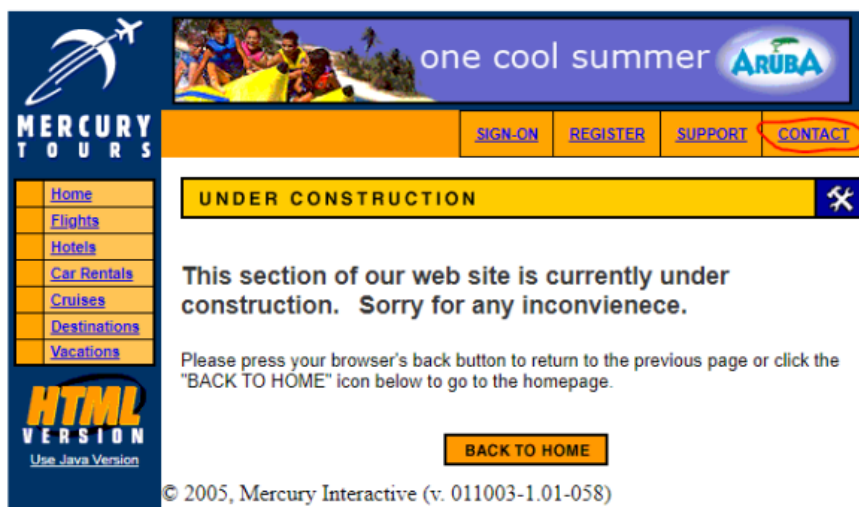 one cool summer ARUBA
MERCURY
TOURS
SIGN-ON REGISTER SUPPORT CONTACT
Home
Flights
Hotels
Car Rentals
Cruises
Destinations
Vacations
HTML
VERSION
Use Java Version
UNDER CONSTRUCTION
This section of our web site is currently under
construction. Sorry for any inconvienece.
Please press your browser's back button to return to the previous page or click the
"BACK TO HOME" icon below to go to the homepage.
BACK TO HOME
© 2005, Mercury Interactive (v. 011003-1.01-058)